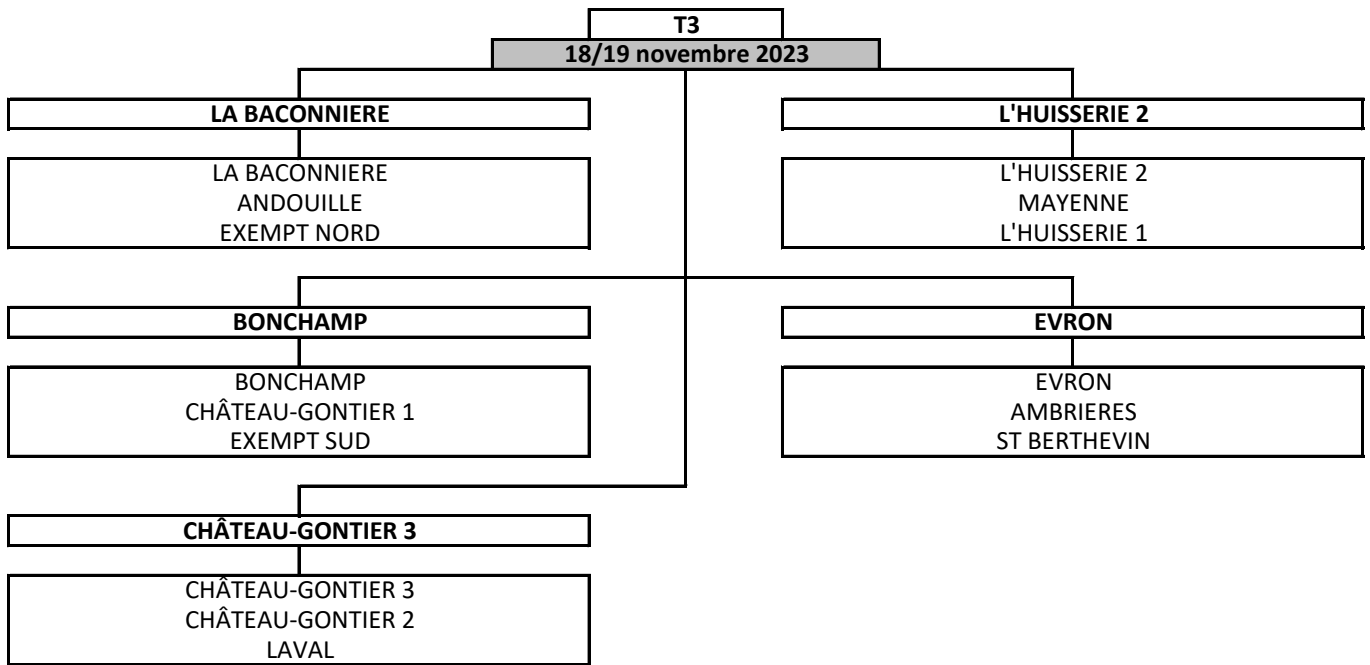 T3
18/19 novembre 2023
LA BACONNIERE
L'HUISSERIE 2
LA BACONNIERE
ANDOUILLE
EXEMPT NORD
L'HUISSERIE 2
MAYENNE
L'HUISSERIE 1
BONCHAMP
EVRON
BONCHAMP
CHÂTEAU-GONTIER 1
EXEMPT SUD
EVRON
AMBRIERES
ST BERTHEVIN
CHÂTEAU-GONTIER 3
CHÂTEAU-GONTIER 3
CHÂTEAU-GONTIER 2
LAVAL